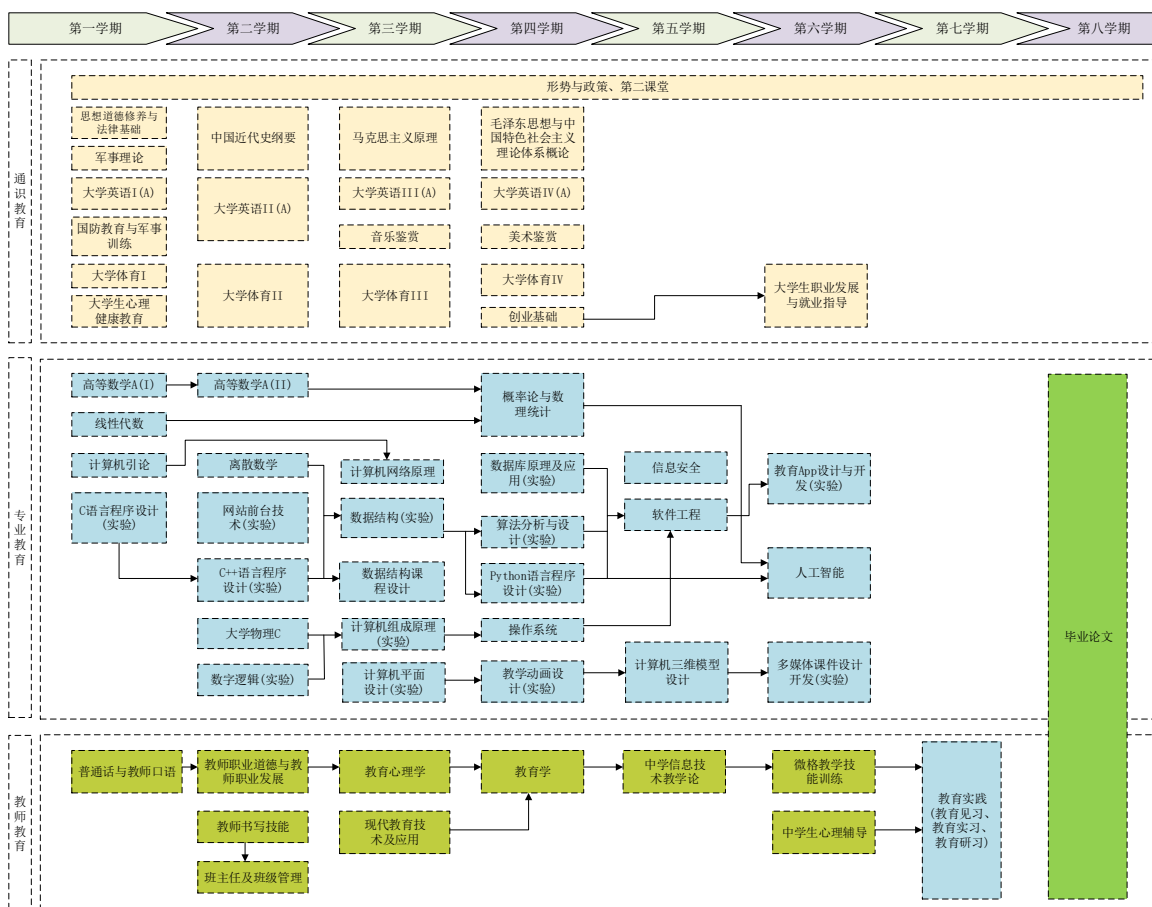 第一学期
第二学期
第三学期
第四学期
第五学期
第六学期
第七学期
第八学期
通识教育
形势与政策、第二课堂
思想道德修养与
法律基础
军事理论
中国近代史纲要
马克思主义原理
毛泽东思想与中
国特色社会主义
理论体系概论
大学英语I(A)
大学英语II(A)
大学英语III(A)
大学英语IV(A)
国防教育与军事
训练
音乐鉴赏
美术鉴赏
大学体育I
大学体育II
大学体育III
大学体育IV
大学生职业发展
与就业指导
大学生心理
健康教育
创业基础
专业教育
高等数学A(I)
高等数学A(II)
概率论与数
理统计
线性代数
计算机引论
离散数学
计算机网络原理
数据库原理及应
用(实验)
信息安全
教育App设计与开
发(实验)
C语言程序设计
(实验)
网站前台技
术(实验)
数据结构(实验)
算法分析与设
计(实验)
软件工程
C++语言程序
设计(实验)
数据结构课
程设计
Python语言程序
设计(实验)
人工智能
大学物理C
计算机组成原理
(实验)
操作系统
数字逻辑(实验)
计算机平面
设计(实验)
教学动画设
计(实验)
计算机三维模型
设计
多媒体课件设计
开发(实验)
毕业论文
教师教育
普通话与教师口语
教师职业道德与教
师职业发展
教育心理学
教育学
中学信息技
术教学论
微格教学技
能训练
教师书写技能
现代教育技
术及应用
中学生心理辅导
教育实践
(教育见习、
教育实习、
教育研习)
班主任及班级管理